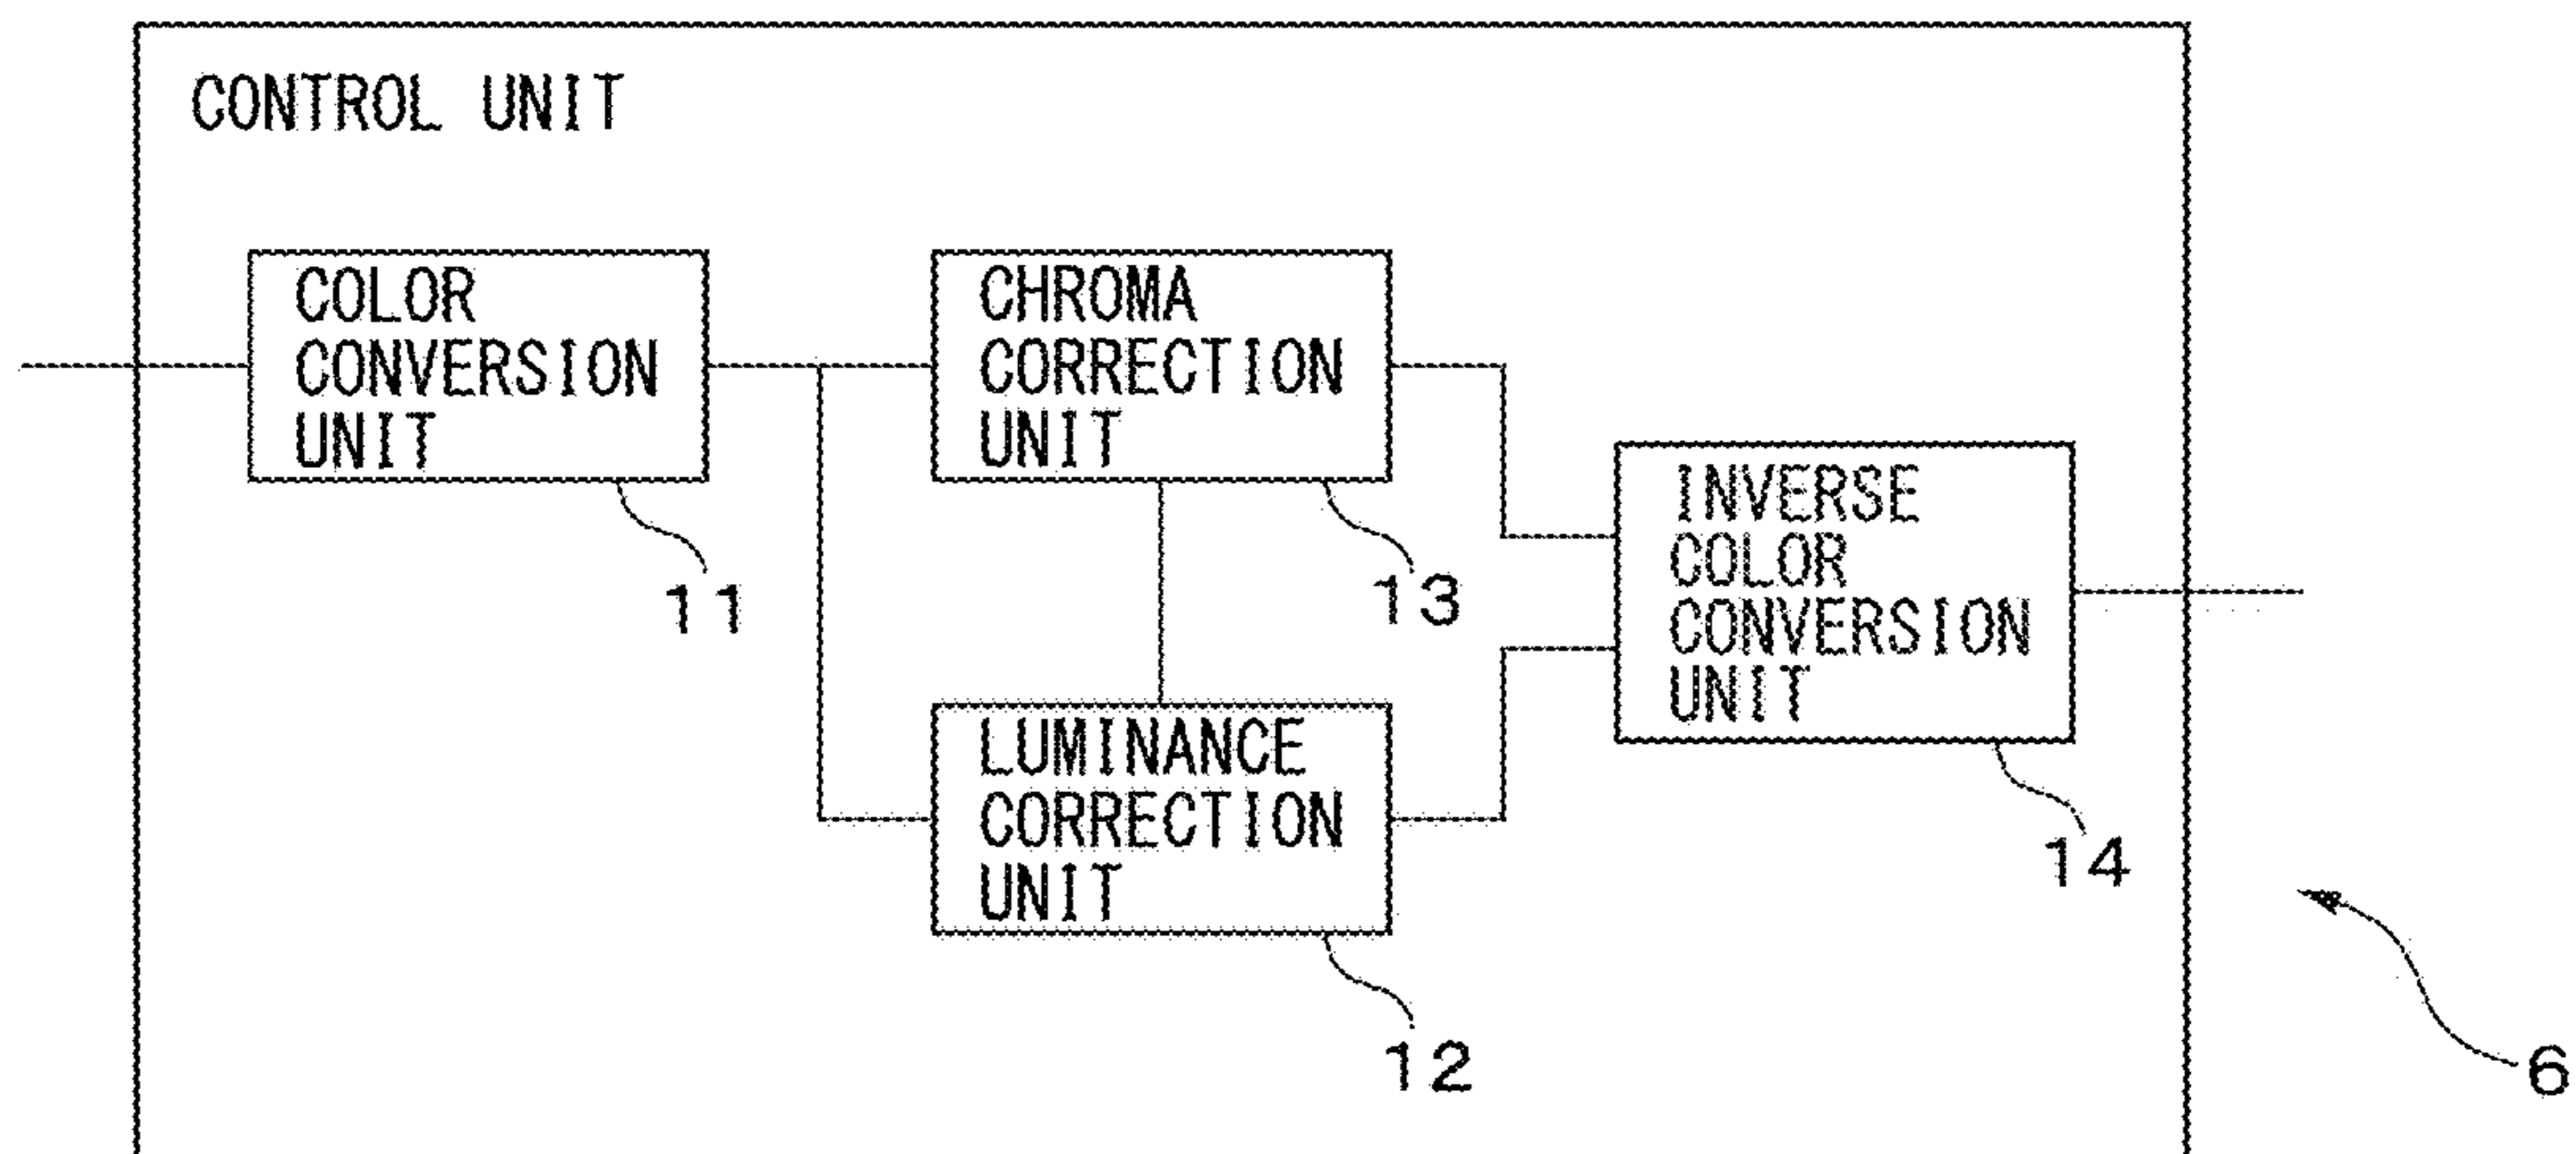 CONTROL UNIT
COLOR
CONVERSION
UNIT
11
CHROMA
CORRECTION
UNIT
13
LUMINANCE
CORRECTION
UNIT
12
INVERSE
COLOR
CONVERSION
UNIT
14
6